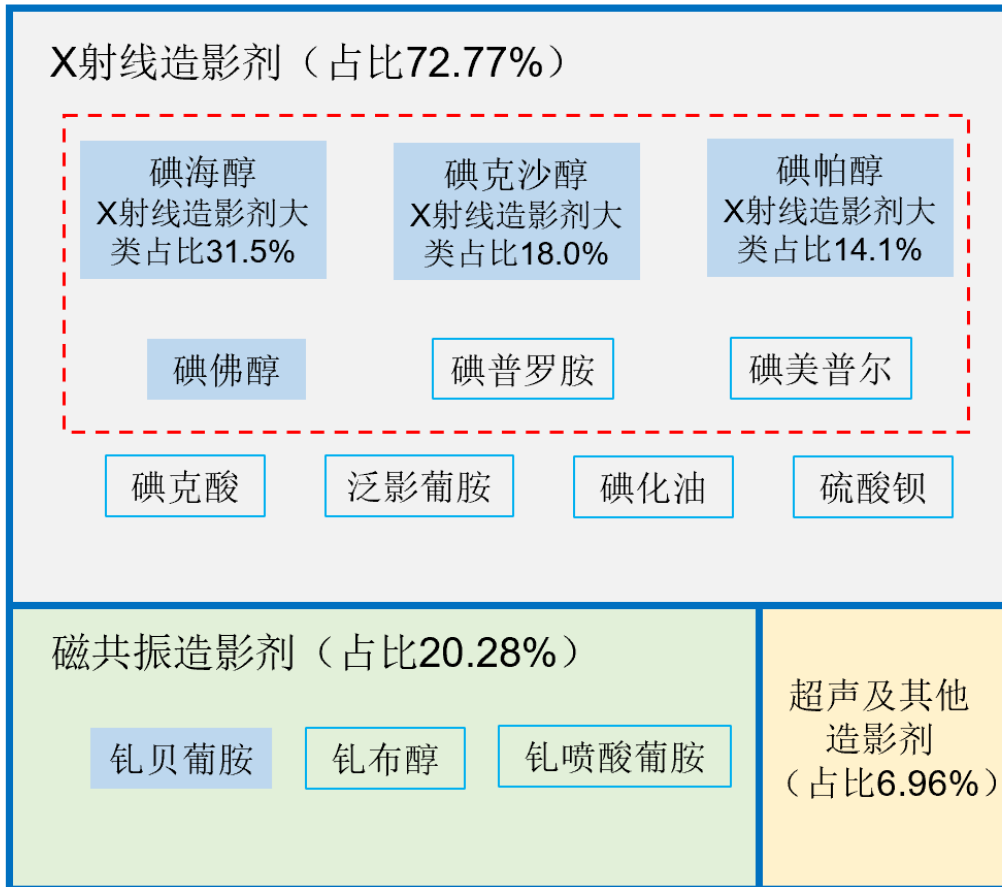 X射线造影剂（占比72.77%）
碘海醇
X射线造影剂大
类占比31.5%
碘克沙醇
X射线造影剂大
类占比18.0%
碘帕醇
X射线造影剂大
类占比14.1%
碘佛醇
碘普罗胺
碘美普尔
碘克酸
泛影葡胺
碘化油
硫酸钡
磁共振造影剂（占比20.28%）
钆贝葡胺
钆布醇
钆喷酸葡胺
超声及其他
造影剂
（占比6.96%）